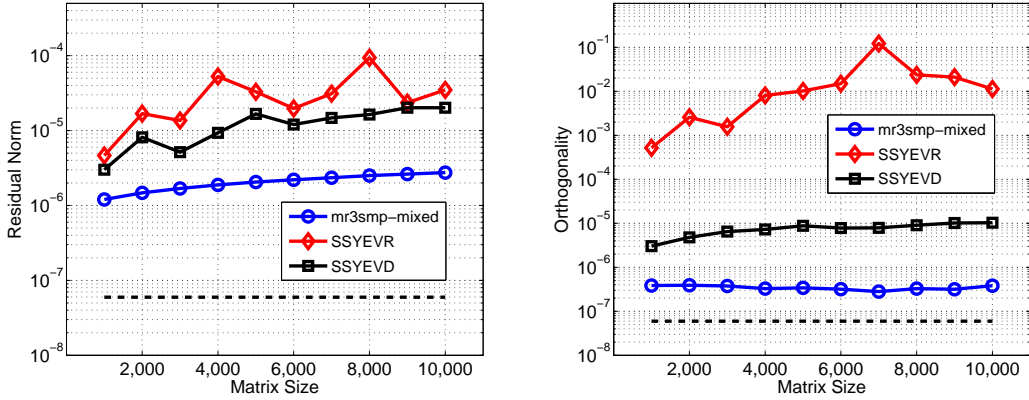 10⁻⁴
10⁻⁵
10⁻⁶
10⁻⁷
10⁻⁸
Residual Norm
2,000 4,000 6,000 8,000 10,000
Matrix Size
mr3smp−mixed
SSYEVR
SSYEVD
10⁻¹
10⁻²
10⁻³
10⁻⁴
10⁻⁵
10⁻⁶
10⁻⁷
10⁻⁸
Orthogonality
2,000 4,000 6,000 8,000 10,000
Matrix Size
mr3smp−mixed
SSYEVR
SSYEVD